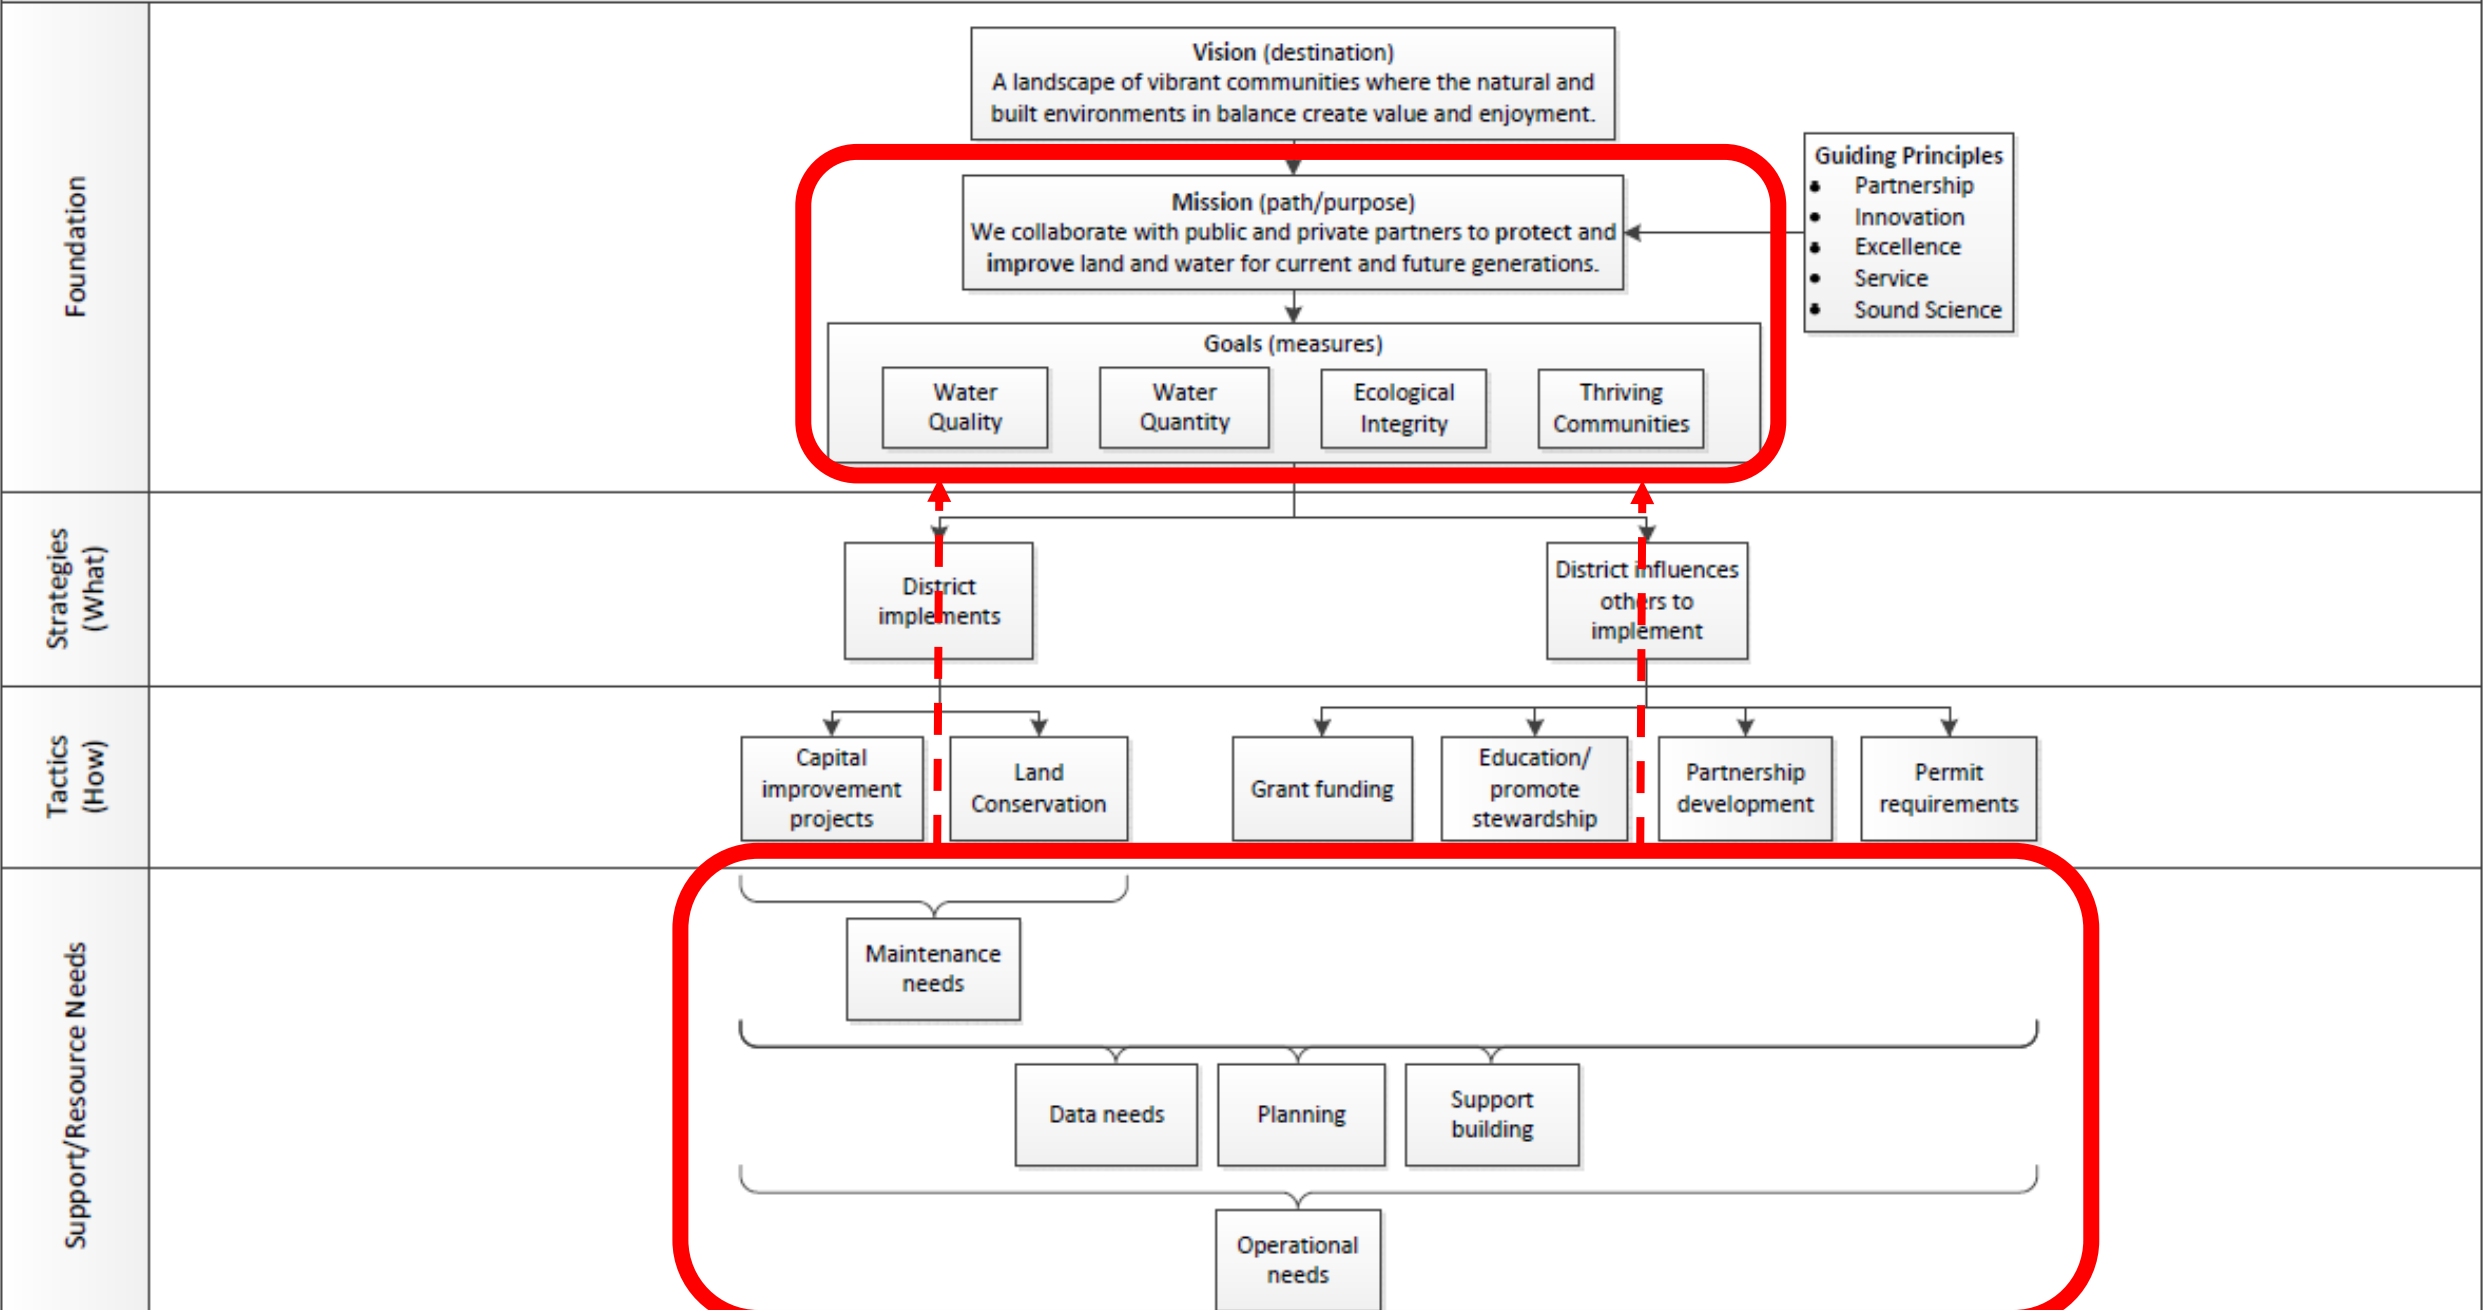 Foundation
Vision (destination)
A landscape of vibrant communities where the natural and
built environments in balance create value and enjoyment.
Mission (path/purpose)
We collaborate with public and private partners to protect and
improve land and water for current and future generations.
Guiding Principles
• Partnership
• Innovation
• Excellence
• Service
• Sound Science
Goals (measures)
Water
Quality
Water
Quantity
Ecological
Integrity
Thriving
Communities
Strategies
(What)
District
implements
District influences
others to
implement
Tactics
(How)
Capital
improvement
projects
Land
Conservation
Grant funding
Education/
promote
stewardship
Partnership
development
Permit
requirements
Support/Resource Needs
Maintenance
needs
Data needs
Planning
Support
building
Operational
needs